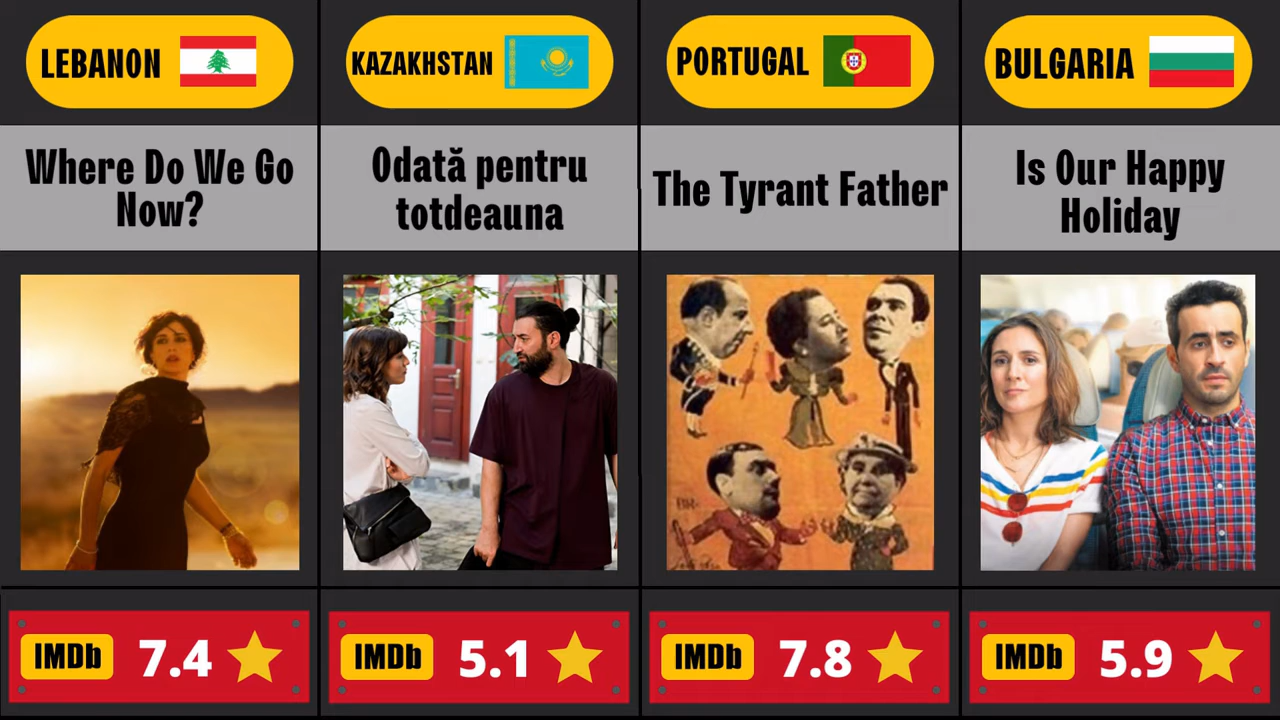 LEBANON
KAZAKHSTAN
PORTUGAL
BULGARIA
Where Do We Go
Now?
Odată pentru
totdeauna
The Tyrant Father
Is Our Happy
Holiday
IMDb 7.4
IMDb 5.1
IMDb 7.8
IMDb 5.9